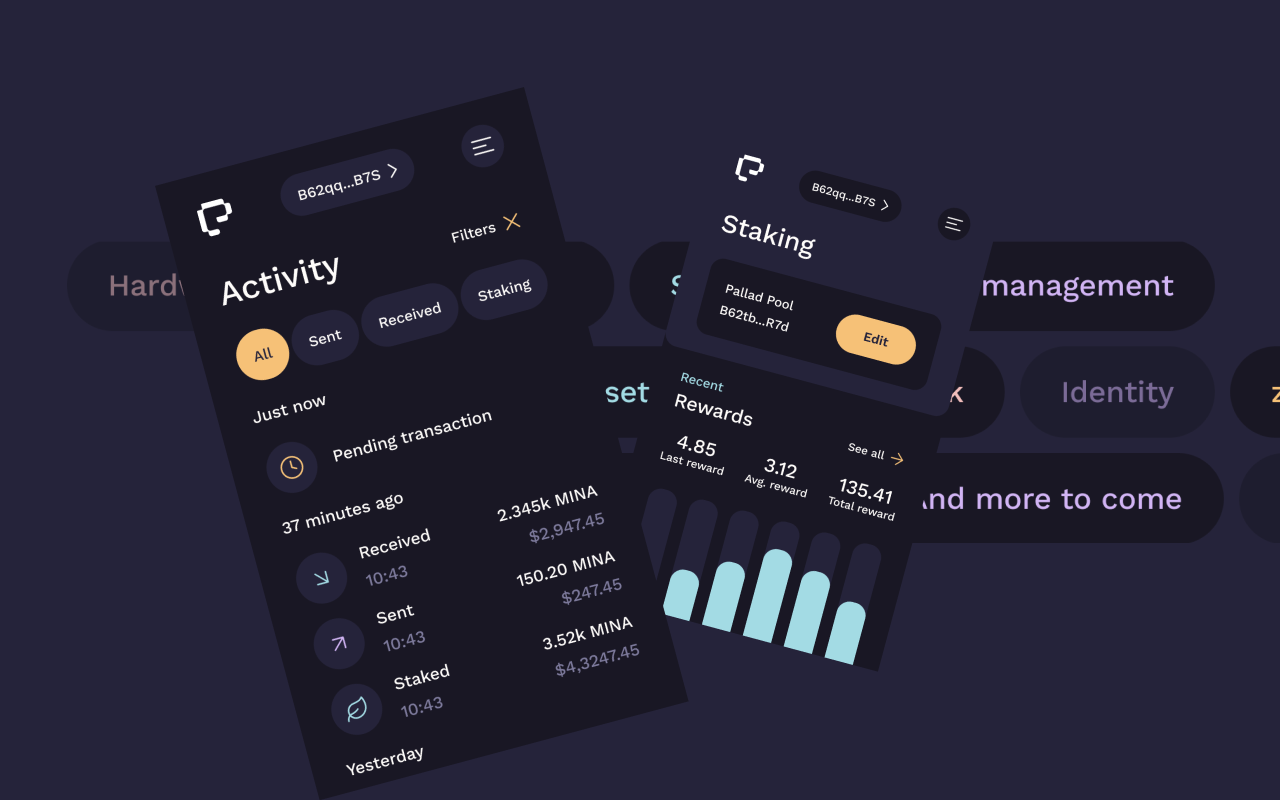 B62qq...B7S
Filters
Activity
All
Sent
Received
Staking
Just now
Pending transaction
37 minutes ago
Received
10:43
2.345k MINA
$2,947.45
Sent
10:43
150.20 MINA
$247.45
Staked
10:43
3.52k MINA
$4,3247.45
Yesterday
B62qq...B7S
Staking
Pallad Pool
B62tb...R7d
Edit
Recent
Rewards
See all
4.85
Last reward
3.12
Avg. reward
135.41
Total reward
management
Identity
And more to come